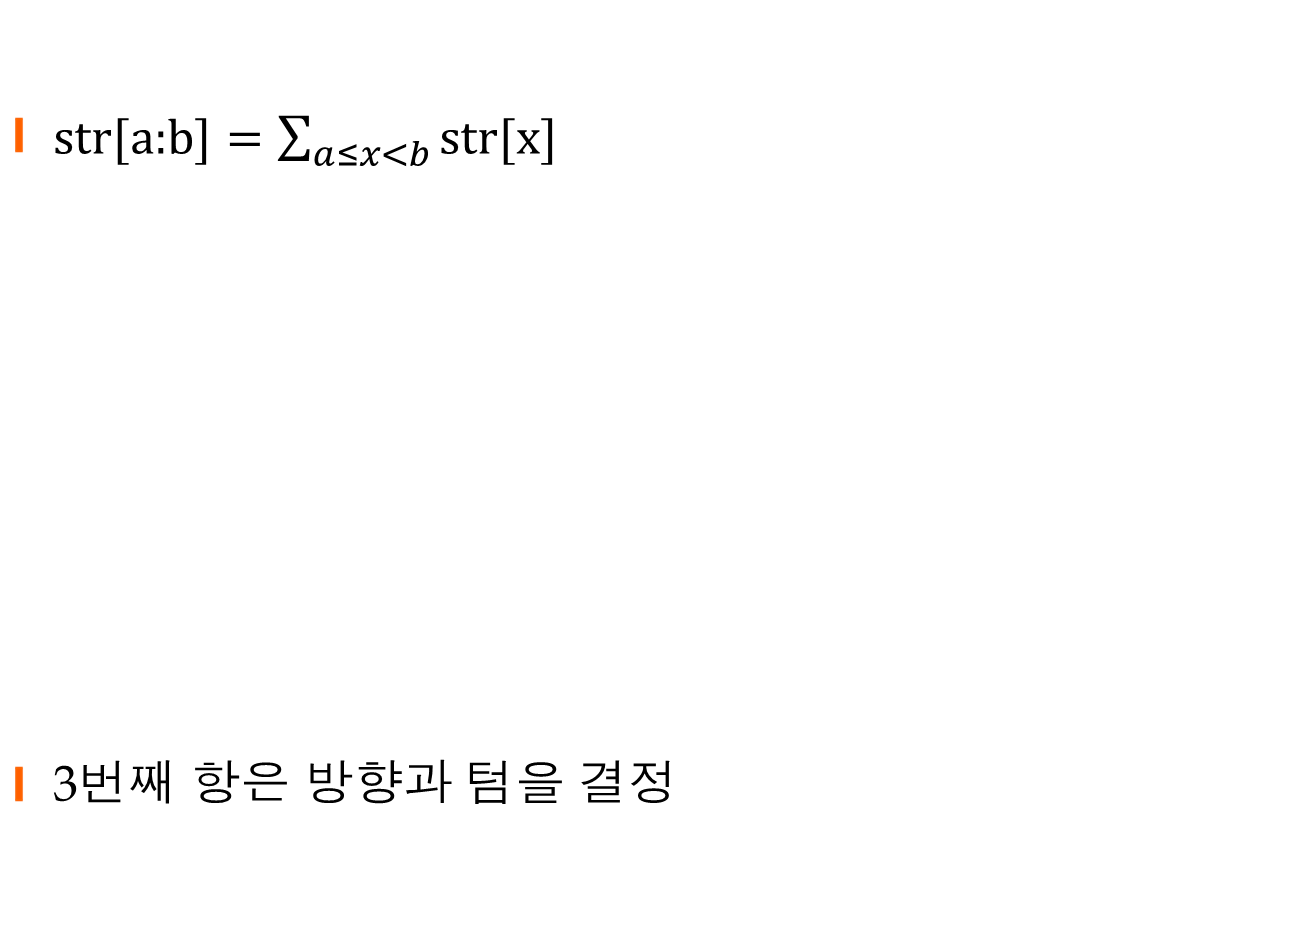 str[a:b] = ∑a≤x<b str[x]
3번째 항은 방향과 텀을 결정